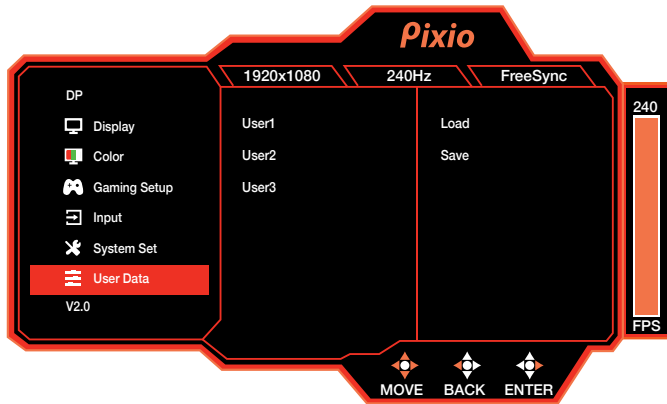 Pixio
1920x1080 240Hz FreeSync
DP
Display
Color
Gaming Setup
Input
System Set
User Data
V2.0
User1
User2
User3
Load
Save
240
FPS
MOVE BACK ENTER